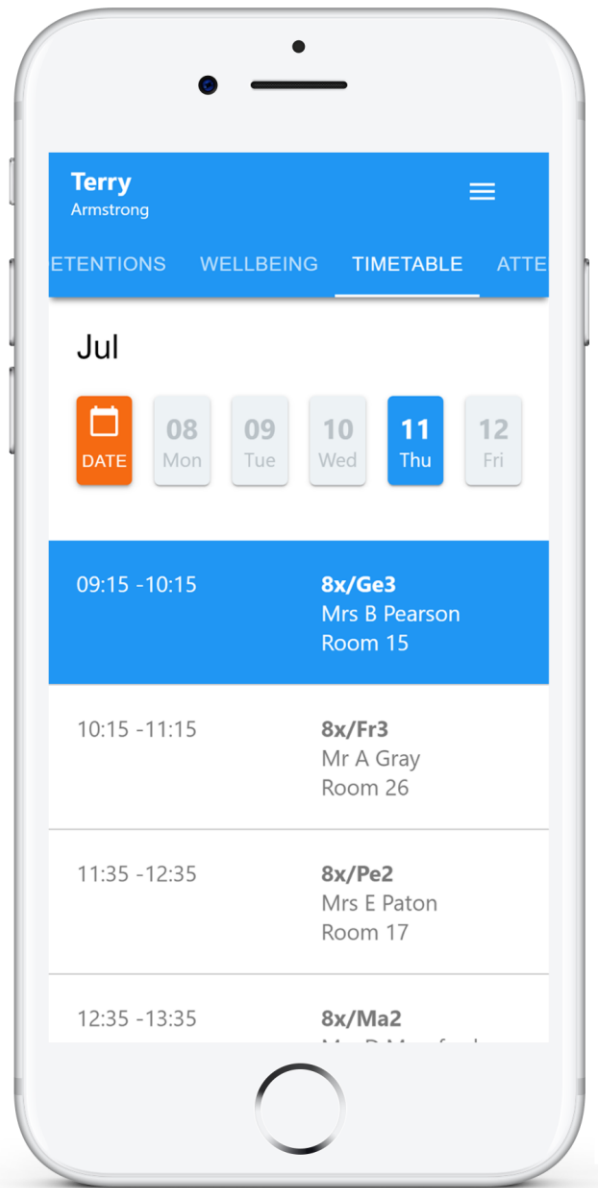 Terry
Armstrong
ETENTIONS WELLBEING TIMETABLE ATTE
Jul
DATE
08 Mon
09 Tue
10 Wed
11 Thu
12 Fri
09:15 -10:15
8x/Ge3
Mrs B Pearson
Room 15
10:15 -11:15
8x/Fr3
Mr A Gray
Room 26
11:35 -12:35
8x/Pe2
Mrs E Paton
Room 17
12:35 -13:35
8x/Ma2